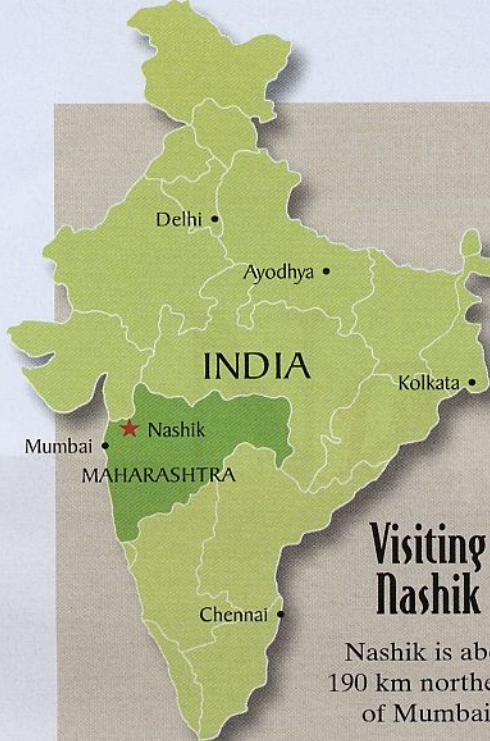 Delhi
Ayodhya
INDIA
Kolkata
Nashik
Mumbai
MAHARASHTRA
Visiting
Nashik
Chennai
Nashik is
190 km
of Mumbai